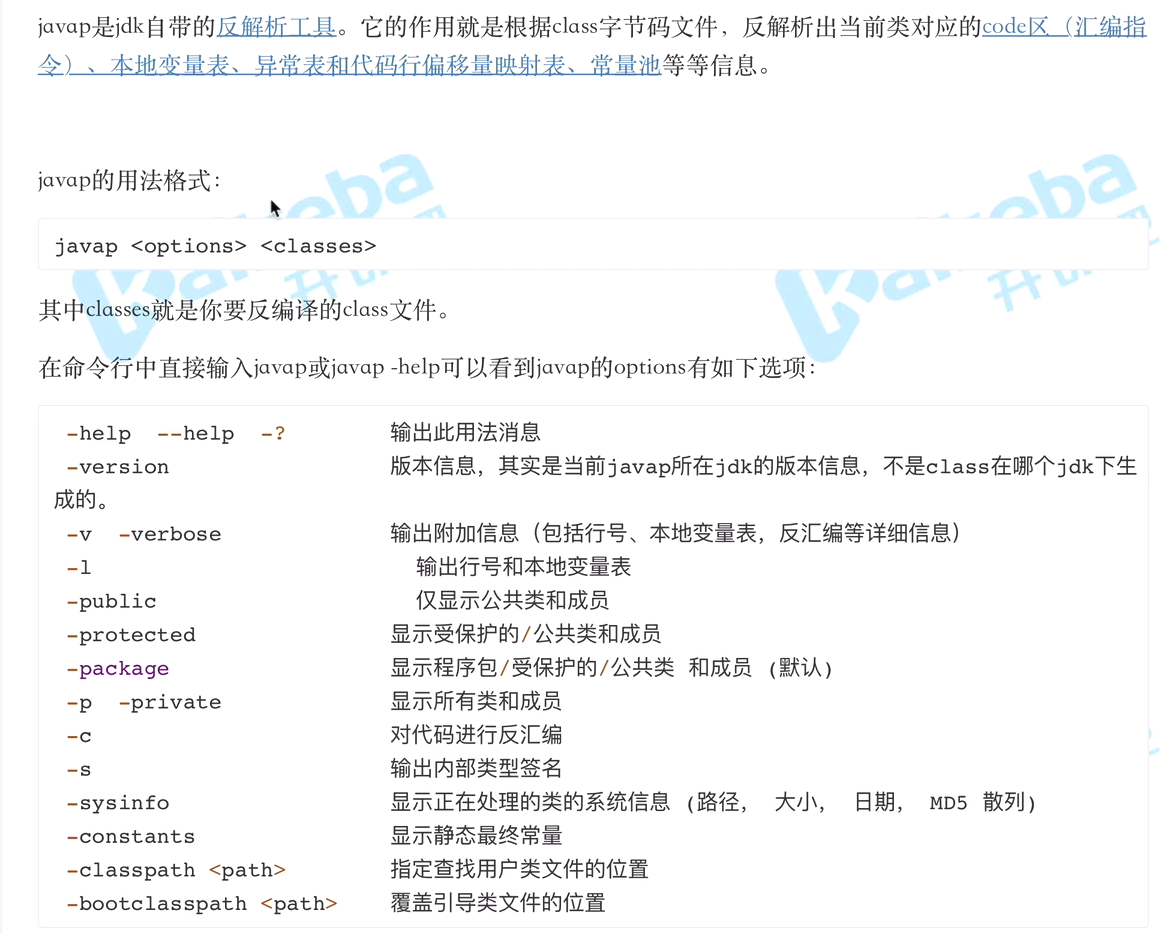 javap是jdk自带的反解析工具。它的作用就是根据class字节码文件，反解析出当前类对应的code区（汇编指
令）、本地变量表、异常表和代码行偏移量映射表、常量池等等信息。
javap的用法格式：
javap <options> <classes>
其中classes就是你要反编译的class文件。
在命令行中直接输入javap或javap -help可以看到javap的options有如下选项：
-help  --help  -?                输出此用法消息
-version                         版本信息，其实是当前javap所在jdk的版本信息，不是class在哪个jdk下生
成的。
-v  -verbose                     输出附加信息（包括行号、本地变量表，反汇编等详细信息）
-l                               输出行号和本地变量表
-public                          仅显示公共类和成员
-protected                       显示受保护的/公共类和成员
-package                         显示程序包/受保护的/公共类 和成员 (默认)
-p  -private                     显示所有类和成员
-c                               对代码进行反汇编
-s                               输出内部类型签名
-sysinfo                         显示正在处理的类的系统信息 (路径, 大小, 日期, MD5 散列)
-constants                       显示静态最终常量
-classpath <path>                指定查找用户类文件的位置
-bootclasspath <path>            覆盖引导类文件的位置